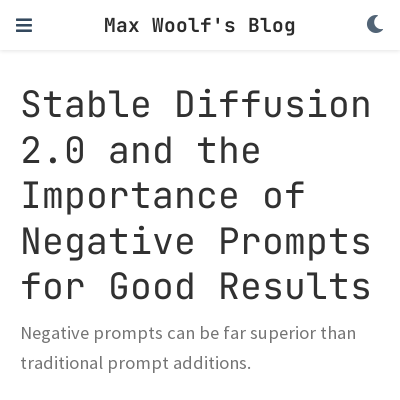 Max Woolf's Blog
Stable Diffusion
2.0 and the
Importance of
Negative Prompts
for Good Results
Negative prompts can be far superior than
traditional prompt additions.